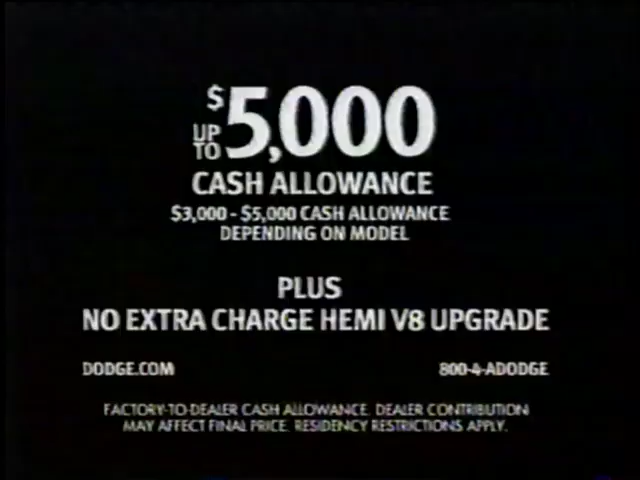 UP TO $5,000
CASH ALLOWANCE
$3,000 - $5,000 CASH ALLOWANCE
DEPENDING ON MODEL
PLUS
NO EXTRA CHARGE HEMI V8 UPGRADE
DODGE.COM 800-4-ADODGE
FACTORY-TO-DEALER CASH ALLOWANCE. DEALER CONTRIBUTION
MAY AFFECT FINAL PRICE. RESIDENCY RESTRICTIONS APPLY.